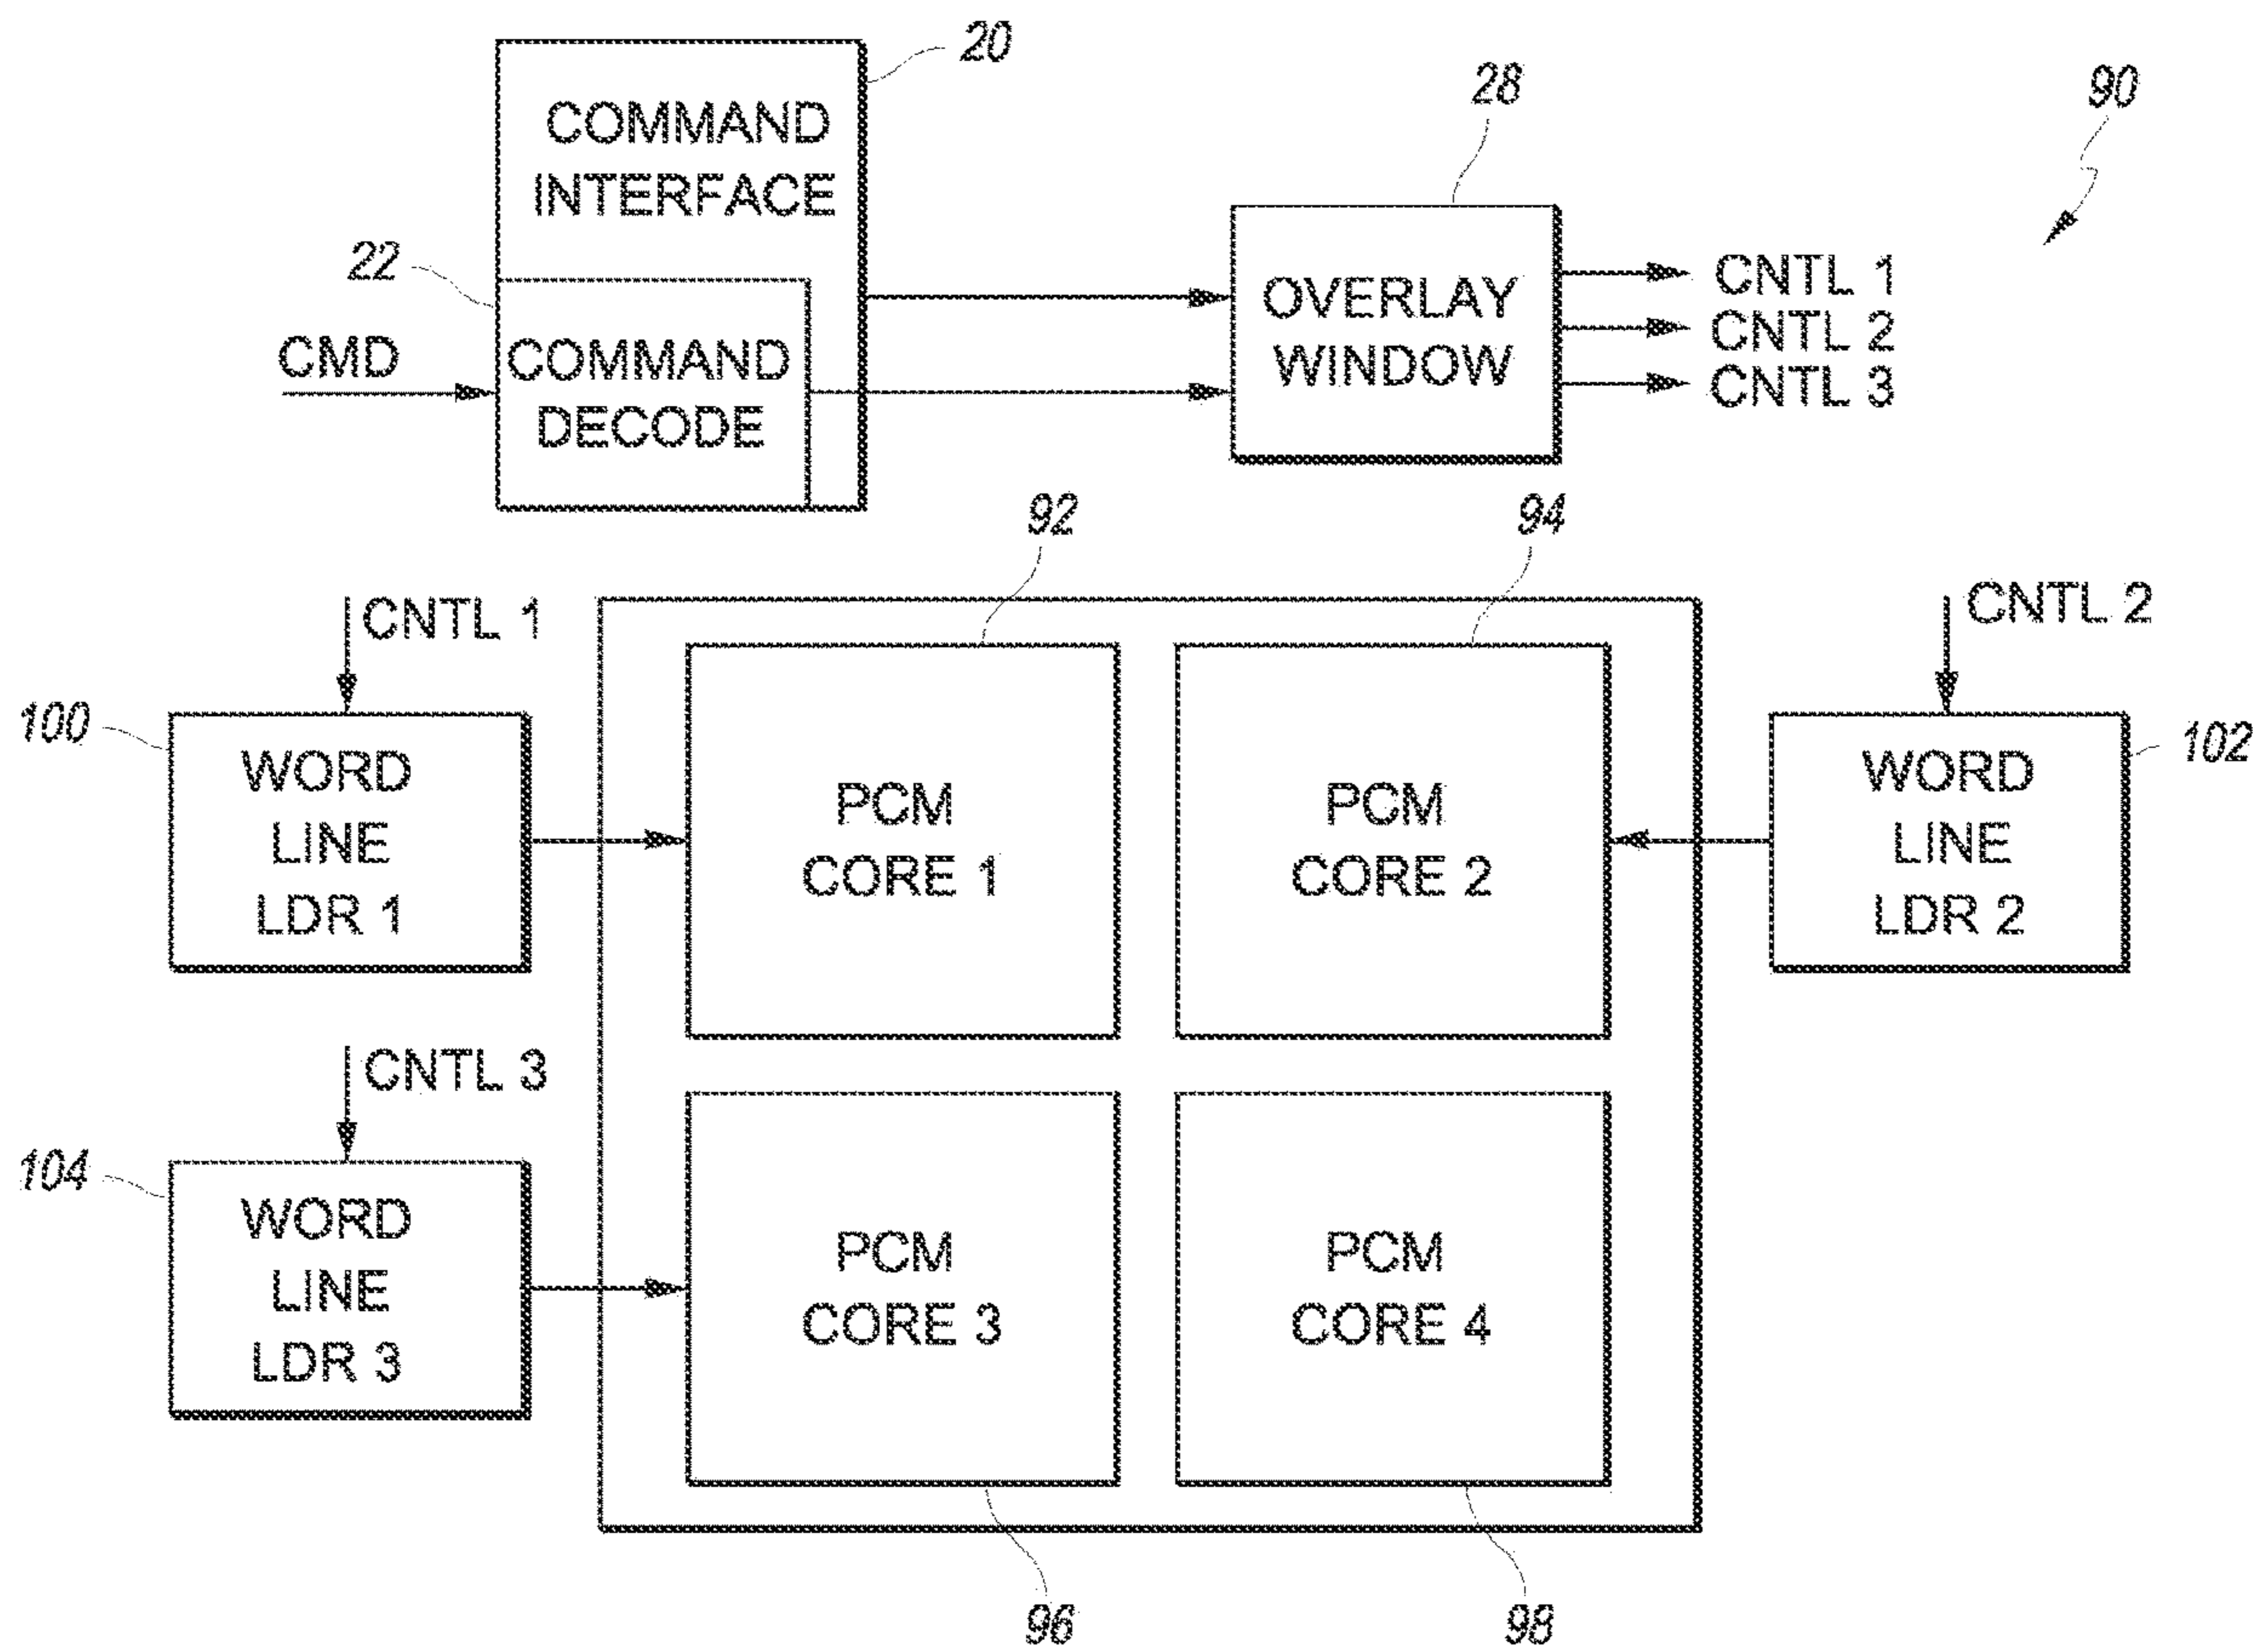 20
COMMAND
INTERFACE
28
90
22
CMD
COMMAND
DECODE
OVERLAY
WINDOW
CNTL 1
CNTL 2
CNTL 3
92
94
CNTL 1
CNTL 2
100
WORD
LINE
LDR 1
PCM
CORE 1
PCM
CORE 2
WORD
LINE
LDR 2
102
CNTL 3
104
WORD
LINE
LDR 3
PCM
CORE 3
PCM
CORE 4
96
98